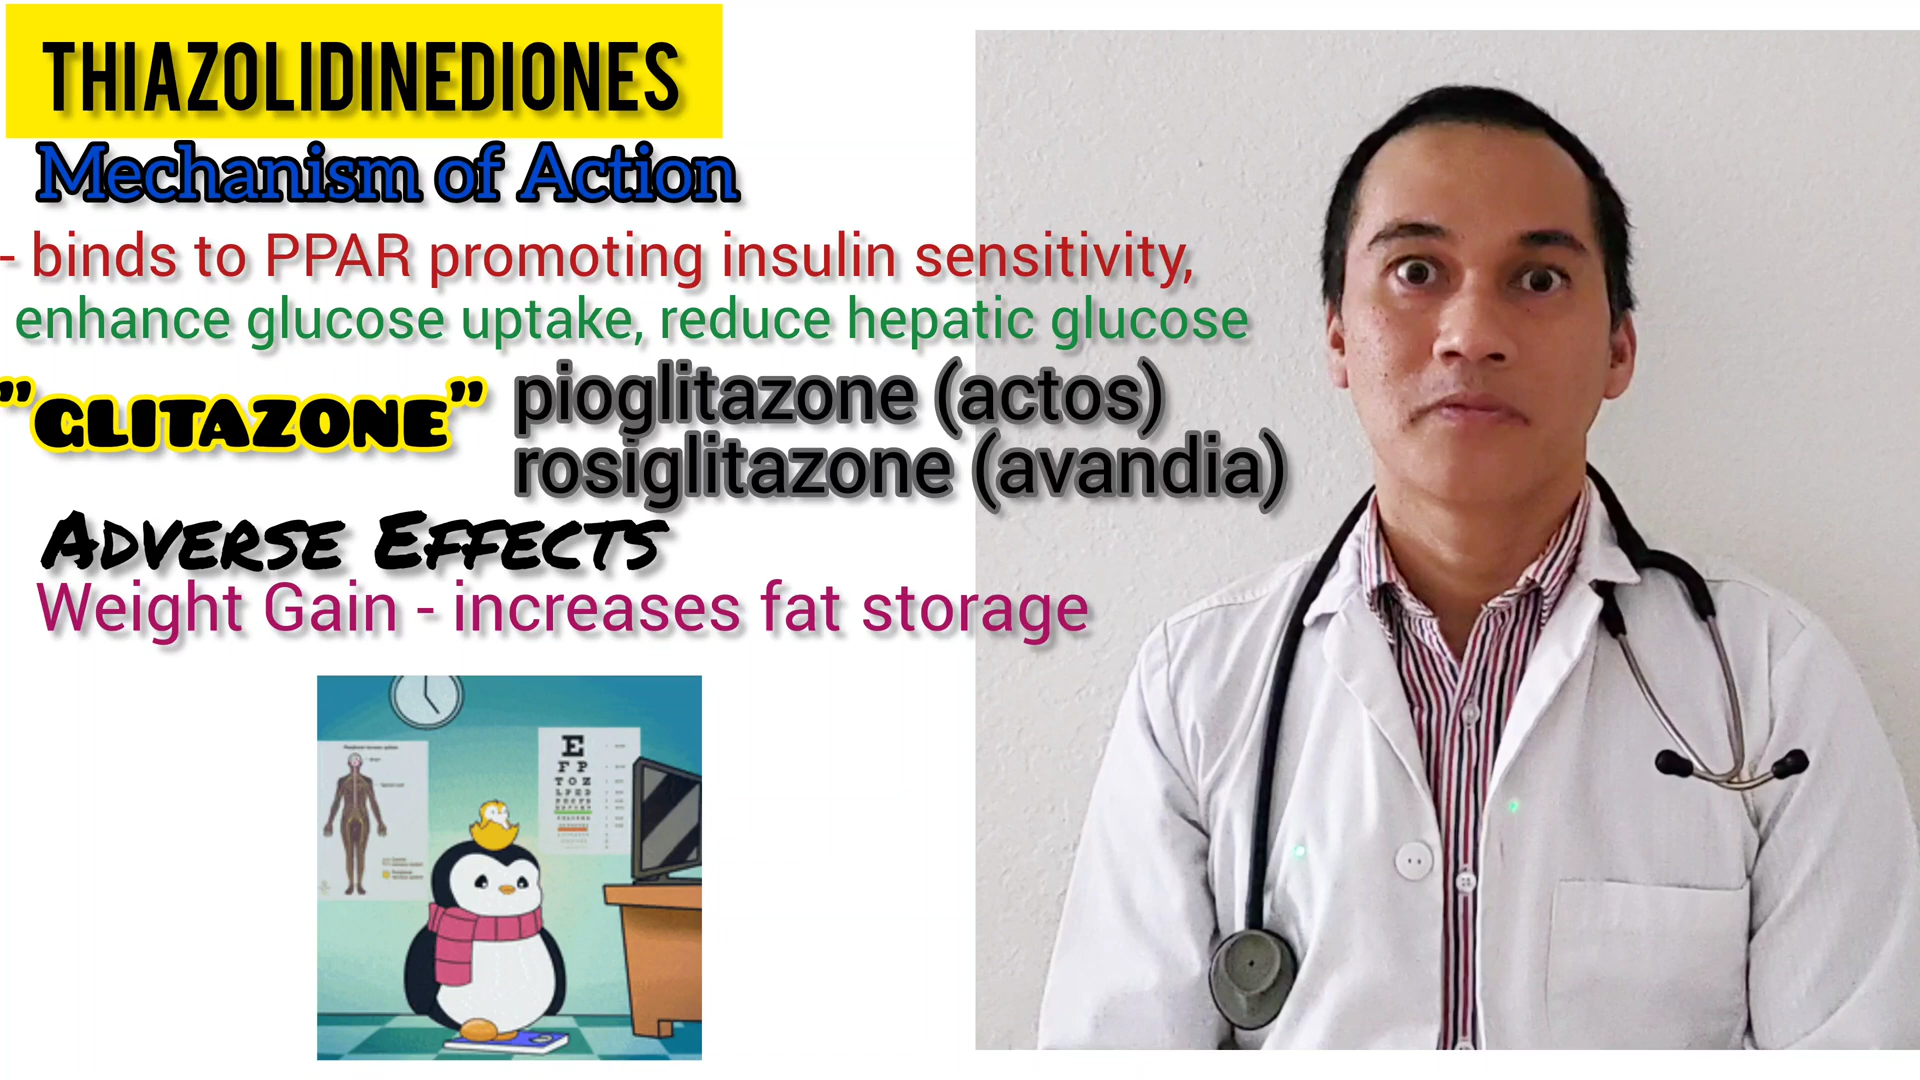 THIAZOLIDINEDIONES
Mechanism of Action
- binds to PPAR promoting insulin sensitivity,
enhance glucose uptake, reduce hepatic glucose
"GLITAZONE"
pioglitazone (actos)
rosiglitazone (avandia)
ADVERSE EFFECTS
Weight Gain - increases fat storage
E
F P
T O Z
L P E D